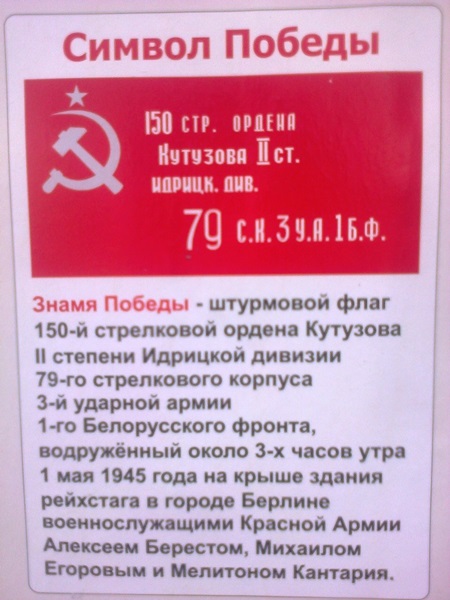 Символ Победы
150 СТР. ОРДЕНА
КУТУЗОВА II СТ.
ИДРИЦК. ДИВ.
79 С.К. 3 У.А. 1 Б.Ф.
Знамя Победы - штурмовой флаг
150-й стрелковой ордена Кутузова
II степени Идрицкой дивизии
79-го стрелкового корпуса
3-й ударной армии
1-го Белорусского фронта,
водружённый около 3-х часов утра
1 мая 1945 года на крыше здания
рейхстага в городе Берлине
военнослужащими Красной Армии
Алексеем Берестом, Михаилом
Егоровым и Мелитоном Кантария.